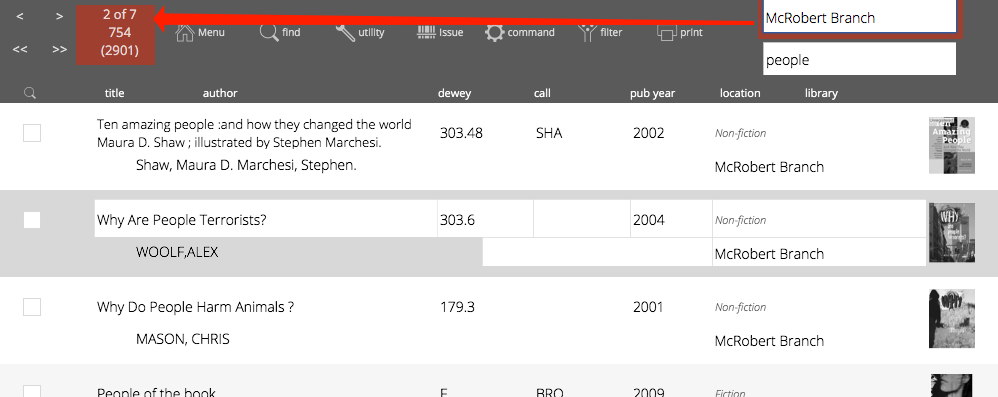 < > 2 of 7 McRobert Branch
754 Menu find utility Issue command filter print
<< >> (2901) people
title author dewey call pub year location library
Ten amazing people :and how they changed the world
Maura D. Shaw ; illustrated by Stephen Marchesi. 303.48 SHA 2002 Non-fiction
Shaw, Maura D. Marchesi, Stephen. McRobert Branch
Ten
Amazing
People
Why Are People Terrorists? 303.6 2004 Non-fiction
WOOLF,ALEX McRobert Branch
WHY
Why Do People Harm Animals ? 179.3 2001 Non-fiction
MASON, CHRIS McRobert Branch
People of the book F BRO 2009 Fiction